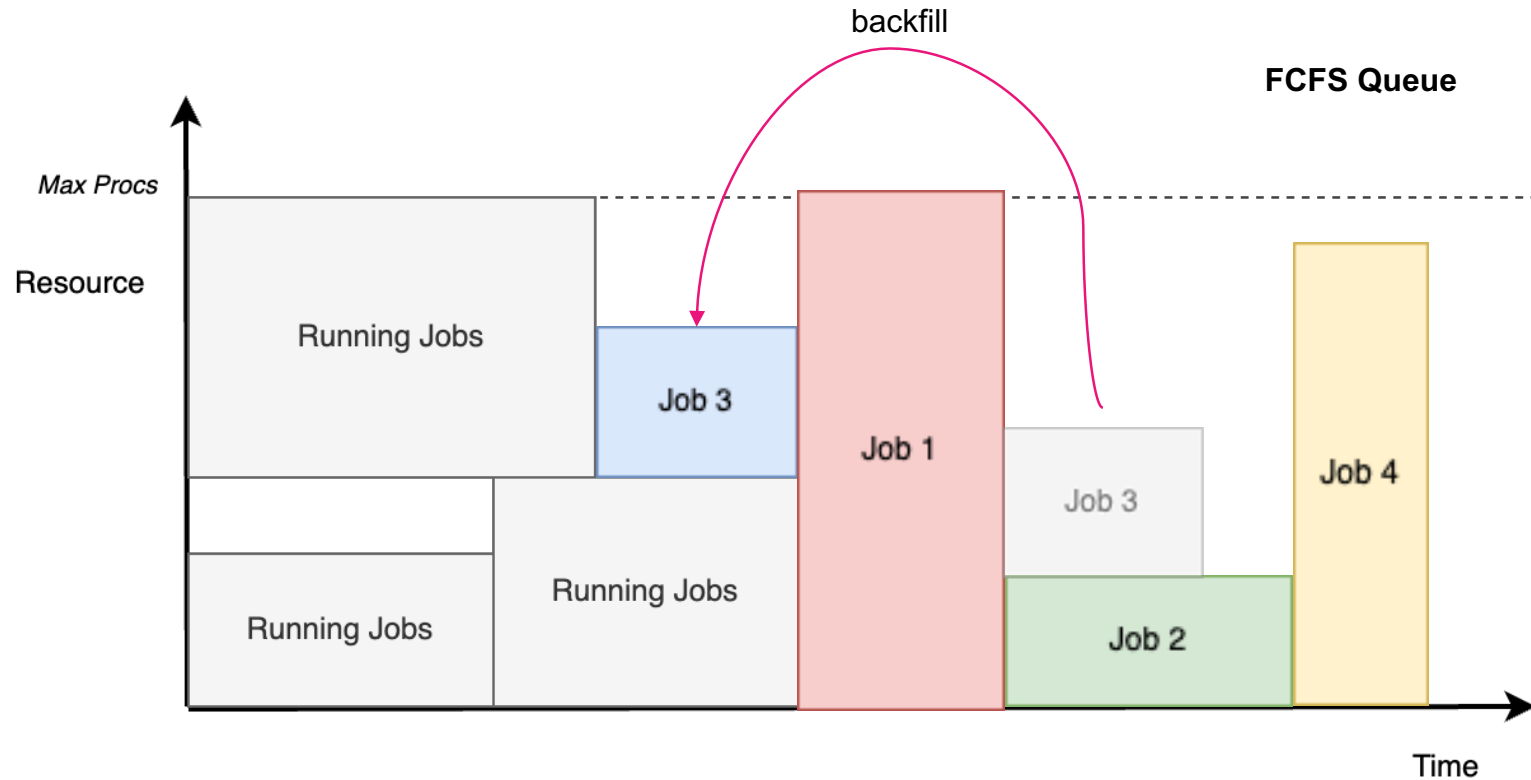 backfill
FCFS Queue
Max Procs
Resource
Running Jobs
Job 3
Job 1
Job 3
Job 4
Running Jobs
Running Jobs
Job 2
Time